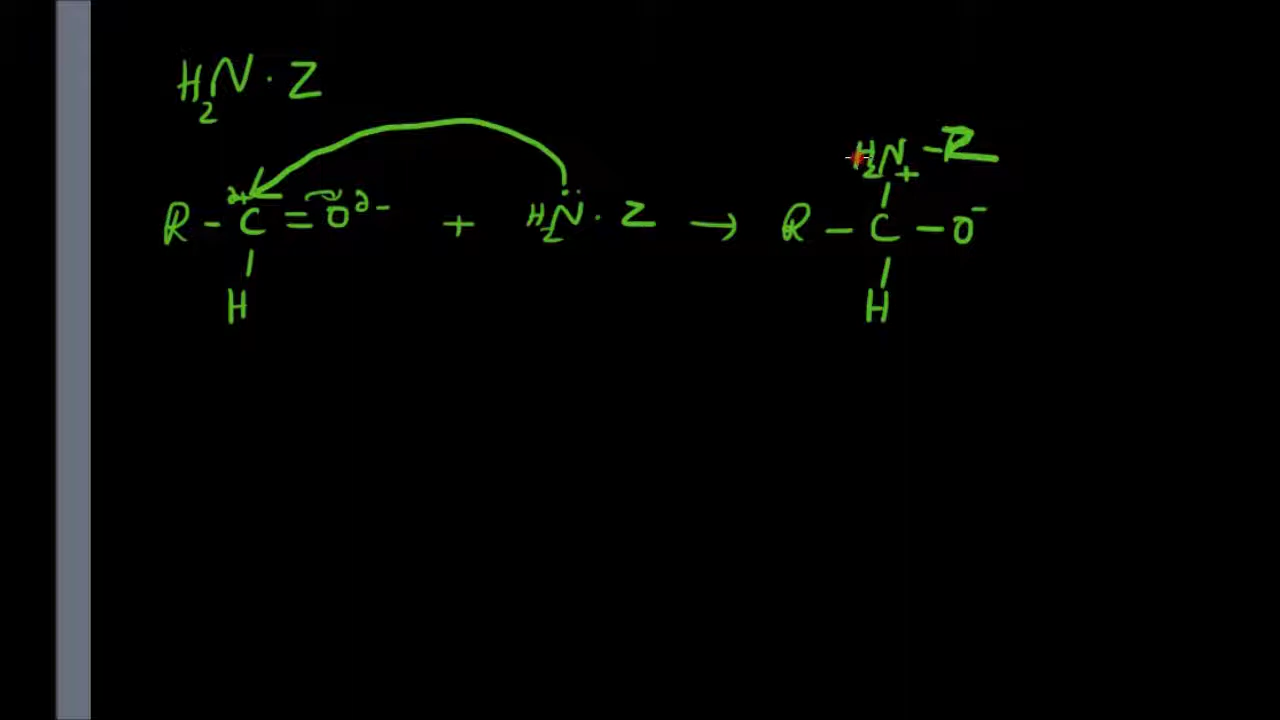 H₂N · Z
H₂N - R
+
∂+ ∂-
R - C = O + H₂N̈ · Z → R - C - O⁻
| |
H H